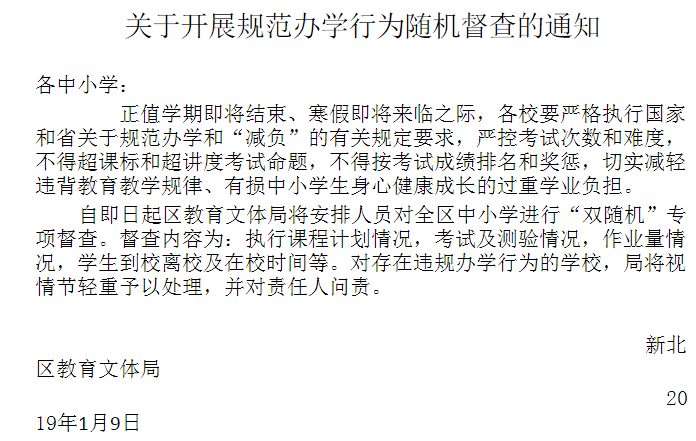 关于开展规范办学行为随机督查的通知
各中小学：
正值学期即将结束、寒假即将来临之际，各校要严格执行国家
和省关于规范办学和“减负”的有关规定要求，严控考试次数和难度，
不得超课标和超讲度考试命题，不得按考试成绩排名和奖惩，切实减轻
违背教育教学规律、有损中小学生身心健康成长的过重学业负担。
自即日起区教育文体局将安排人员对全区中小学进行“双随机”专
项督查。督查内容为：执行课程计划情况，考试及测验情况，作业量情
况，学生到校离校及在校时间等。对存在违规办学行为的学校，局将视
情节轻重予以处理，并对责任人问责。
新北
区教育文体局
20
19年1月9日